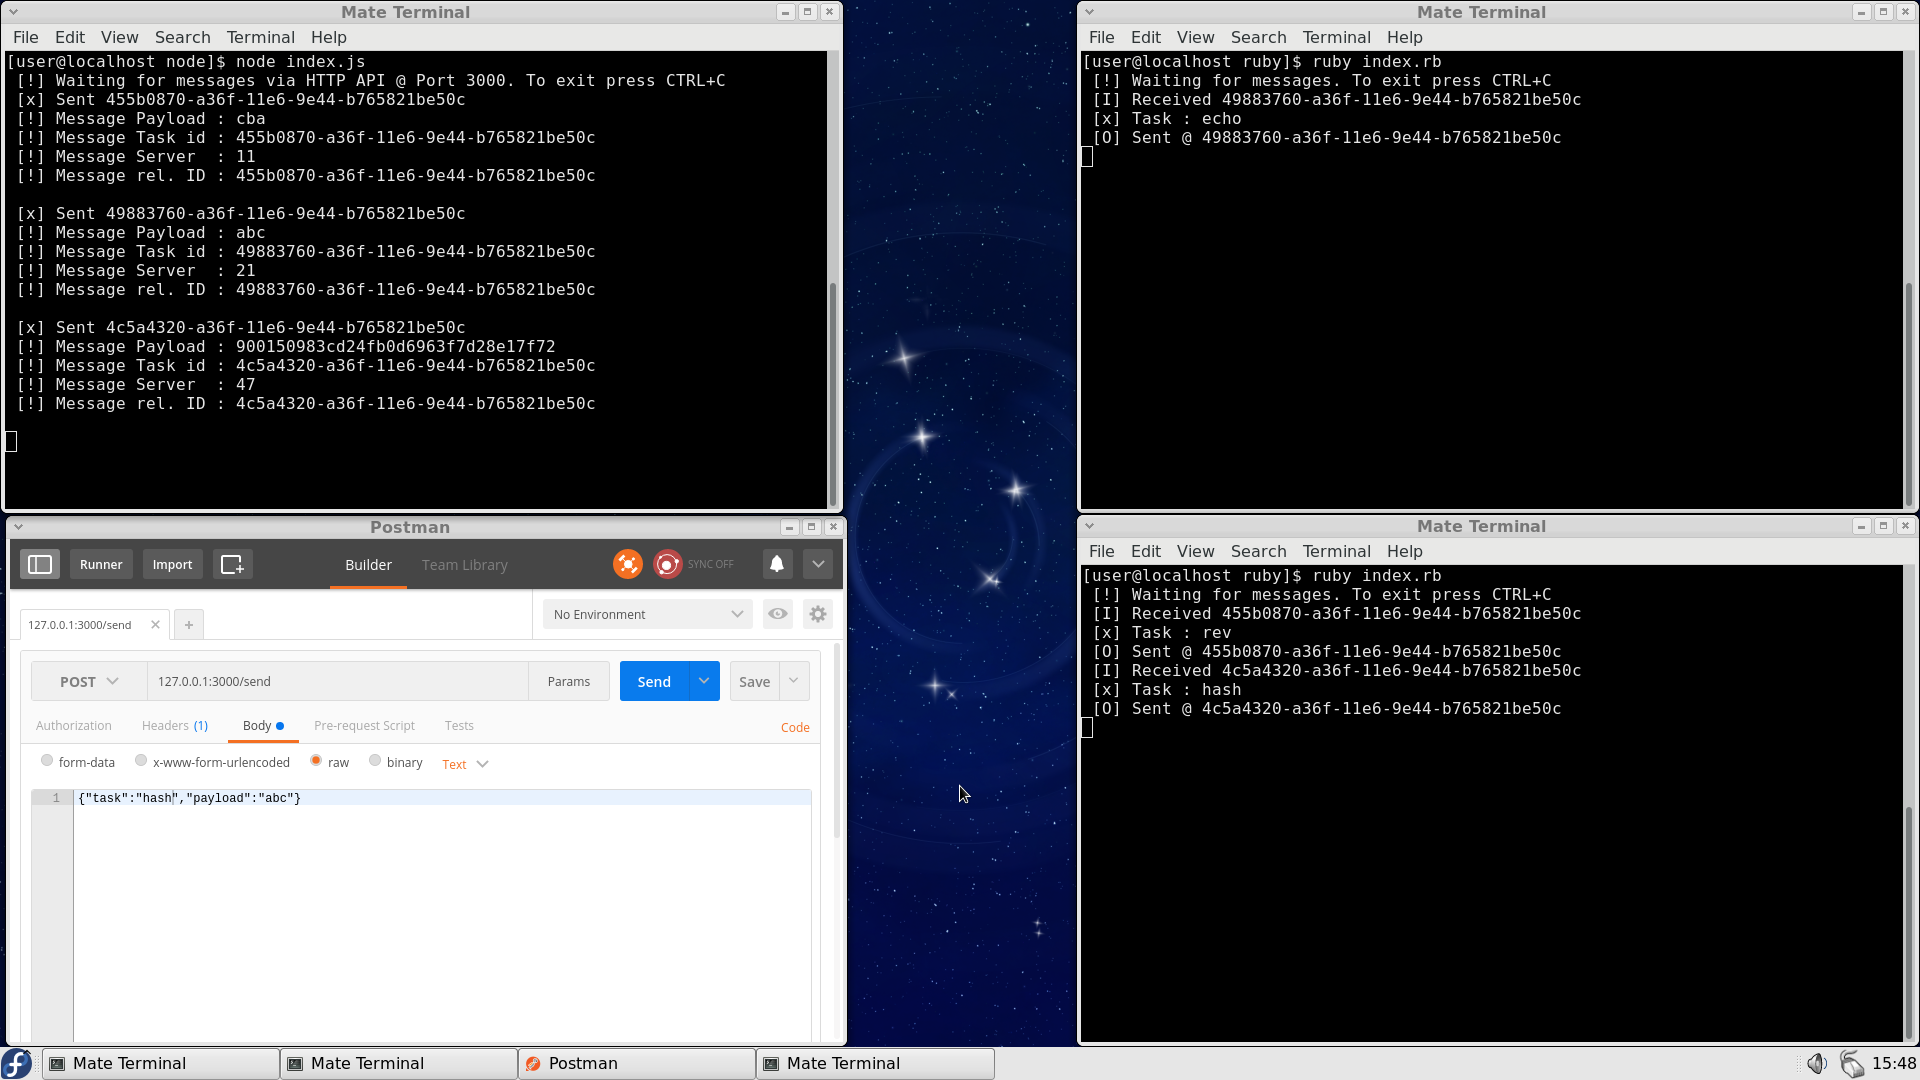 Mate Terminal
File Edit View Search Terminal Help
[user@localhost node]$ node index.js
[!] Waiting for messages via HTTP API @ Port 3000. To exit press CTRL+C
[x] Sent 455b0870-a36f-11e6-9e44-b765821be50c
[!] Message Payload : cba
[!] Message Task id : 455b0870-a36f-11e6-9e44-b765821be50c
[!] Message Server  : 11
[!] Message rel. ID : 455b0870-a36f-11e6-9e44-b765821be50c
[x] Sent 49883760-a36f-11e6-9e44-b765821be50c
[!] Message Payload : abc
[!] Message Task id : 49883760-a36f-11e6-9e44-b765821be50c
[!] Message Server  : 21
[!] Message rel. ID : 49883760-a36f-11e6-9e44-b765821be50c
[x] Sent 4c5a4320-a36f-11e6-9e44-b765821be50c
[!] Message Payload : 900150983cd24fb0d6963f7d28e17f72
[!] Message Task id : 4c5a4320-a36f-11e6-9e44-b765821be50c
[!] Message Server  : 47
[!] Message rel. ID : 4c5a4320-a36f-11e6-9e44-b765821be50c
Mate Terminal
File Edit View Search Terminal Help
[user@localhost ruby]$ ruby index.rb
[!] Waiting for messages. To exit press CTRL+C
[I] Received 49883760-a36f-11e6-9e44-b765821be50c
[x] Task : echo
[O] Sent @ 49883760-a36f-11e6-9e44-b765821be50c
Postman
Runner Import Builder Team Library SYNC OFF
127.0.0.1:3000/send No Environment
POST 127.0.0.1:3000/send Params Send Save
Authorization Headers (1) Body Pre-request Script Tests Code
form-data x-www-form-urlencoded raw binary Text
1 {"task":"hash","payload":"abc"}
Mate Terminal
File Edit View Search Terminal Help
[user@localhost ruby]$ ruby index.rb
[!] Waiting for messages. To exit press CTRL+C
[I] Received 455b0870-a36f-11e6-9e44-b765821be50c
[x] Task : rev
[O] Sent @ 455b0870-a36f-11e6-9e44-b765821be50c
[I] Received 4c5a4320-a36f-11e6-9e44-b765821be50c
[x] Task : hash
[O] Sent @ 4c5a4320-a36f-11e6-9e44-b765821be50c
Mate Terminal Mate Terminal Postman Mate Terminal 15:48